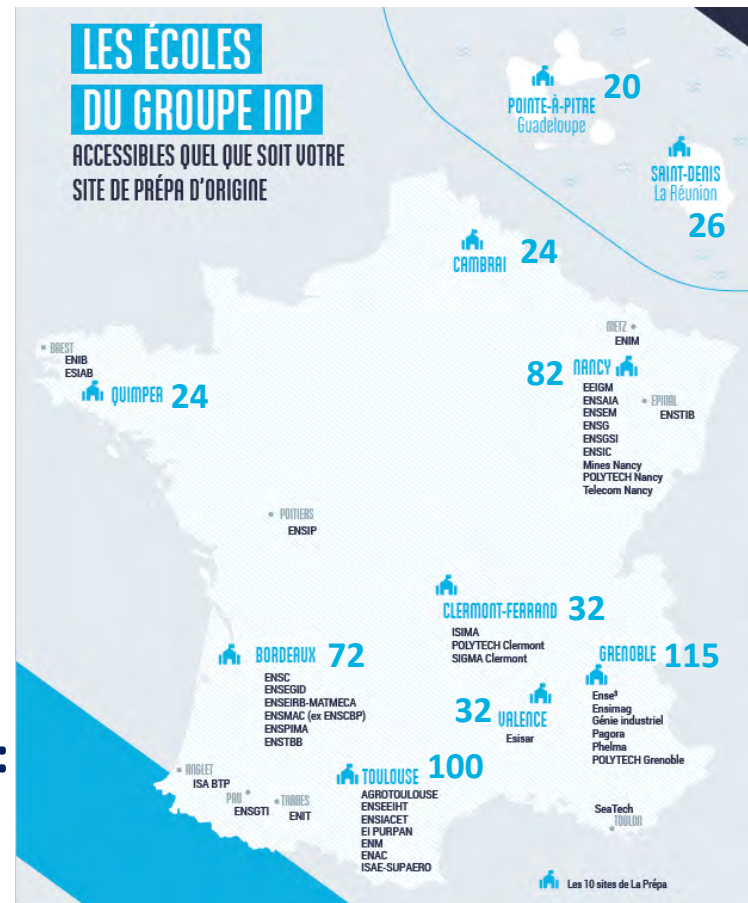 LES ÉCOLES
DU GROUPE INP
ACCESSIBLES QUEL QUE SOIT VOTRE
SITE DE PRÉPA D'ORIGINE
POINTE-À-PITRE 20
Guadeloupe
SAINT-DENIS
La Réunion
26
CAMBRAI 24
METZ
ENIM
BREST
ENIB
ESIAB
QUIMPER 24
82 NANCY
EEIGM
ENSAIA
ENSEM
ENSG
ENSGSI
ENSIC
Mines Nancy
POLYTECH Nancy
Telecom Nancy
EPINAL
ENSTIB
POITIERS
ENSIP
CLERMONT-FERRAND 32
ISIMA
POLYTECH Clermont
SIGMA Clermont
GRENOBLE 115
Ense³
Ensimag
Génie industriel
Pagora
Phelma
POLYTECH Grenoble
BORDEAUX 72
ENSC
ENSEGID
ENSEIRB-MATMECA
ENSMAC (ex ENSCBP)
ENSPIMA
ENSTBB
32 VALENCE
Esisar
:
ANGLET
ISA BTP
PAU
ENSGTI
TARBES
ENIT
TOULOUSE 100
AGROTOULOUSE
ENSEEIHT
ENSIACET
EI PURPAN
ENM
ENAC
ISAE-SUPAERO
SeaTech
TOULON
Les 10 sites de La Prépa